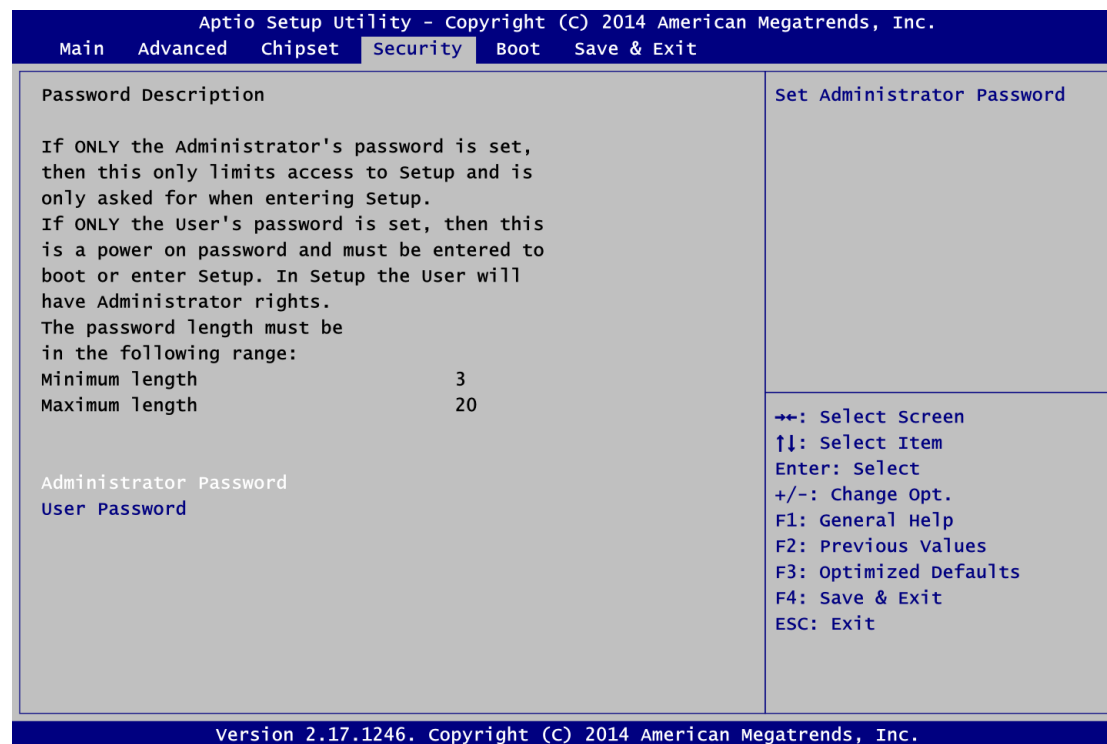 Aptio Setup Utility – Copyright (C) 2014 American Megatrends, Inc.
Main Advanced Chipset Security Boot Save & Exit
Password Description
If ONLY the Administrator's password is set,
then this only limits access to Setup and is
only asked for when entering Setup.
If ONLY the User's password is set, then this
is a power on password and must be entered to
boot or enter Setup. In Setup the User will
have Administrator rights.
The password length must be
in the following range:
Minimum length 3
Maximum length 20
Administrator Password
User Password
Set Administrator Password
→←: Select Screen
↑↓: Select Item
Enter: Select
+/-: Change Opt.
F1: General Help
F2: Previous Values
F3: Optimized Defaults
F4: Save & Exit
ESC: Exit
Version 2.17.1246. Copyright (C) 2014 American Megatrends, Inc.